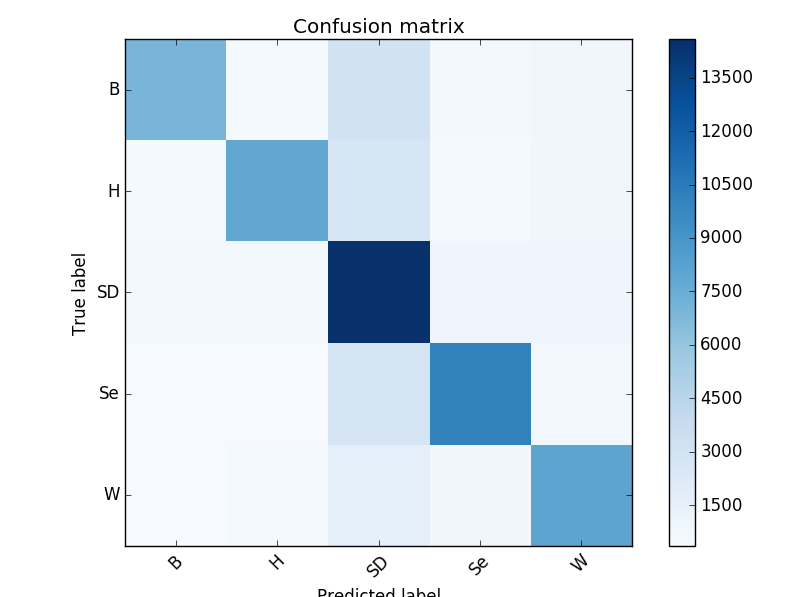 Confusion matrix
B
H
SD
Se
W
True label
B
H
SD
Se
W
Predicted label
13500
12000
10500
9000
7500
6000
4500
3000
1500